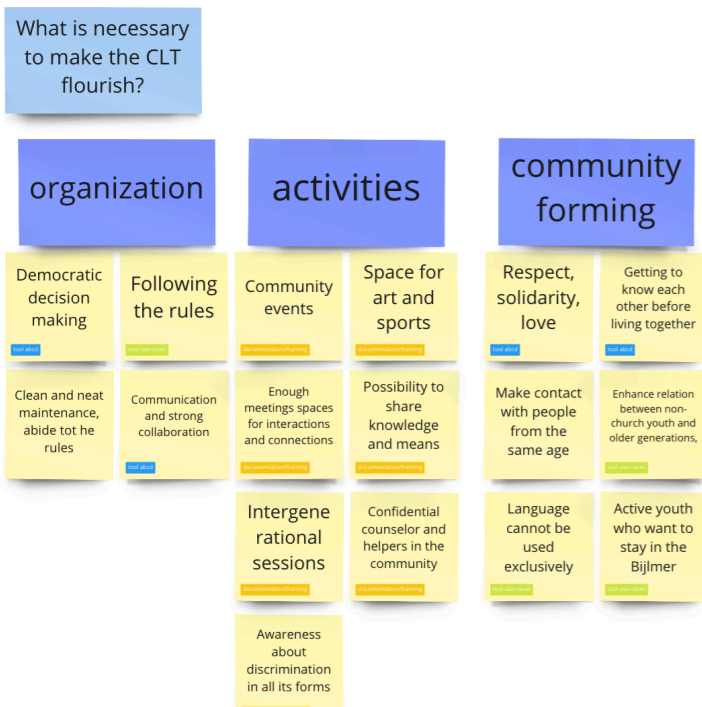 What is necessary
to make the CLT
flourish?
organization
activities
community
forming
Democratic
decision
making
tool abcd
Following
the rules
tool use-cases
Community
events
documentation/framing
Space for
art and
sports
documentation/framing
Respect,
solidarity,
love
tool abcd
Getting to
know each
other before
living together
tool abcd
Clean and neat
maintenance,
abide tot he
rules
Communication
and strong
collaboration
tool abcd
Enough
meetings spaces
for interactions
and connections
documentation/framing
Possibility to
share
knowledge
and means
documentation/framing
Make contact
with people
from the
same age
Enhance relation
between non-
church youth and
older generations,
tool use-cases
Intergene
rational
sessions
documentation/framing
Confidential
counselor and
helpers in the
community
documentation/framing
Language
cannot be
used
exclusively
tool use-cases
Active youth
who want to
stay in the
Bijlmer
tool use-cases
Awareness
about
discrimination
in all its forms